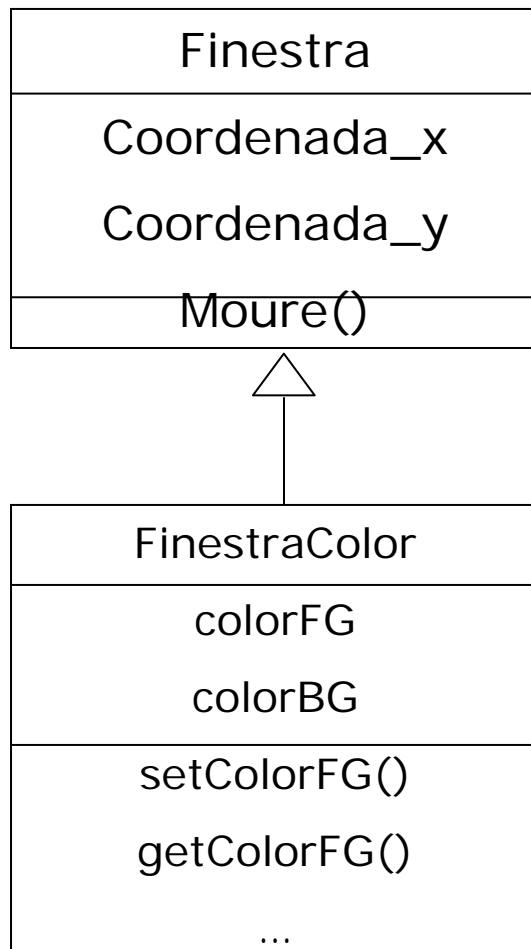 Finestra
Coordenada_x
Coordenada_y
Moure()
FinestraColor
colorFG
colorBG
setColorFG()
getColorFG()
...